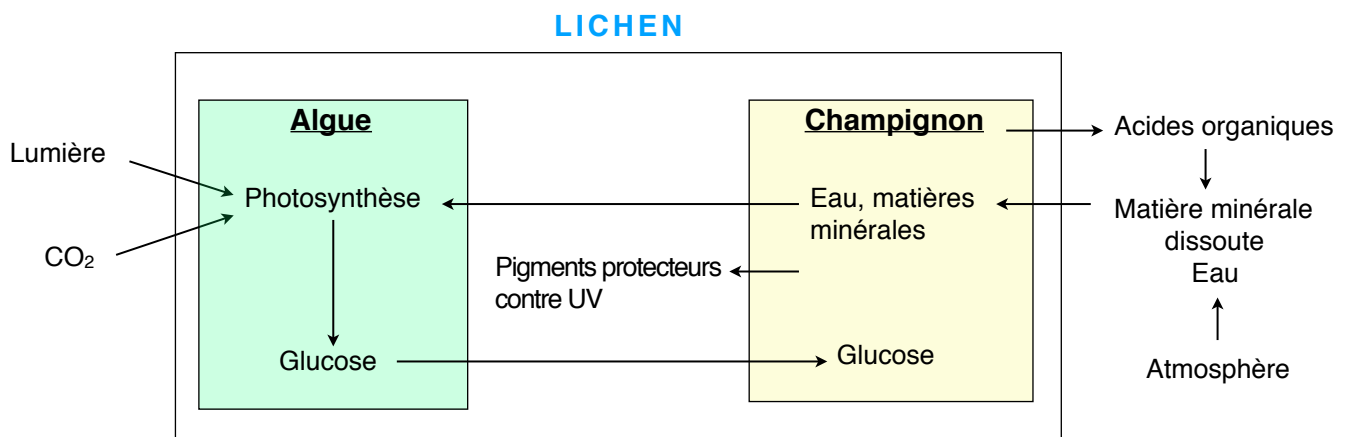 LICHEN
Algue
Champignon
Acides organiques
Lumière
Photosynthèse
Eau, matières
minérales
Matière minérale
dissoute
Eau
CO₂
Pigments protecteurs
contre UV
Glucose
Glucose
Atmosphère